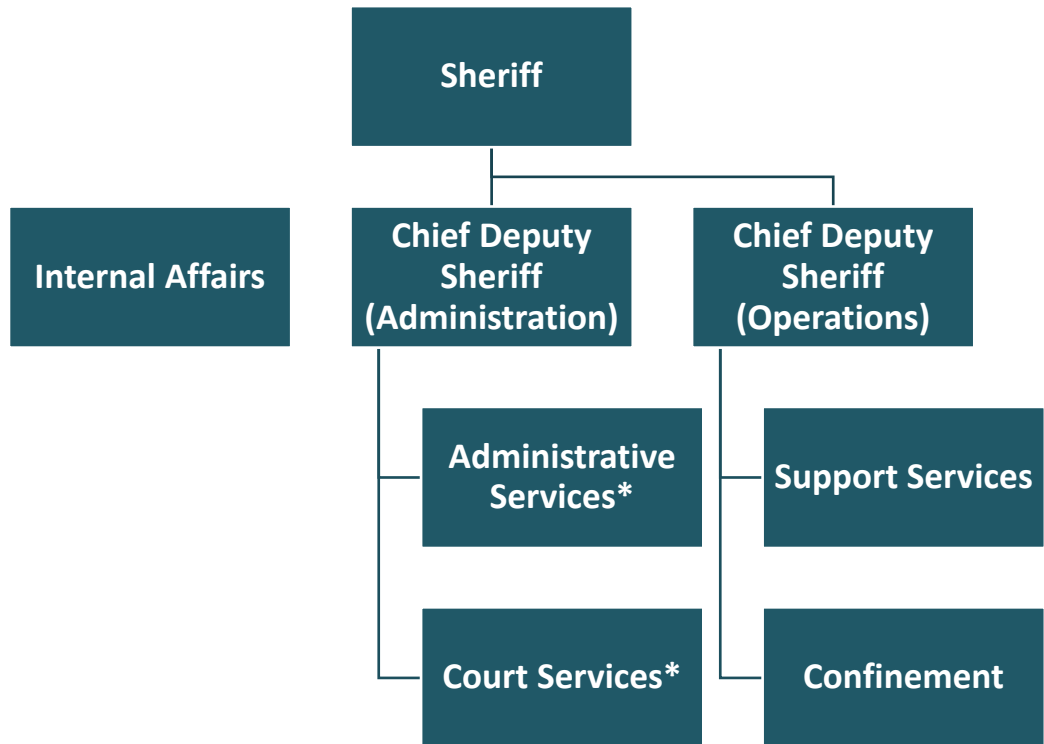 Sheriff
Internal Affairs
Chief Deputy
Sheriff
(Administration)
Chief Deputy
Sheriff
(Operations)
Administrative
Services*
Support Services
Court Services*
Confinement